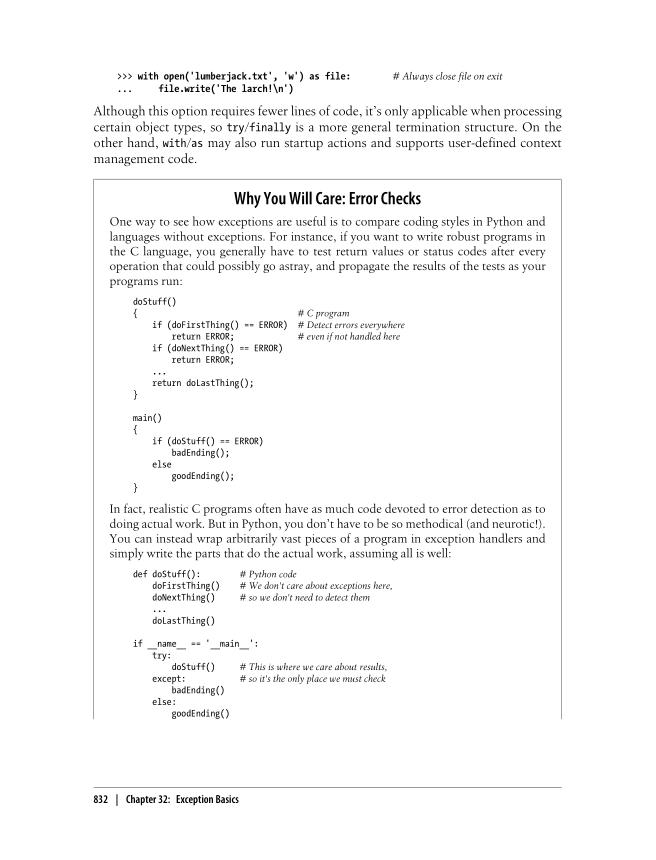 >>> with open('lumberjack.txt', 'w') as file:        # Always close file on exit
...     file.write('The larch!\n')
Although this option requires fewer lines of code, it's only applicable when processing
certain object types, so try/finally is a more general termination structure. On the
other hand, with/as may also run startup actions and supports user-defined context
management code.
Why You Will Care: Error Checks
One way to see how exceptions are useful is to compare coding styles in Python and
languages without exceptions. For instance, if you want to write robust programs in
the C language, you generally have to test return values or status codes after every
operation that could possibly go astray, and propagate the results of the tests as your
programs run:
doStuff()
{                                 # C program
    if (doFirstThing() == ERROR)  # Detect errors everywhere
        return ERROR;             # even if not handled here
    if (doNextThing() == ERROR)
        return ERROR;
    ...
    return doLastThing();
}
main()
{
    if (doStuff() == ERROR)
        badEnding();
    else
        goodEnding();
}
In fact, realistic C programs often have as much code devoted to error detection as to
doing actual work. But in Python, you don't have to be so methodical (and neurotic!).
You can instead wrap arbitrarily vast pieces of a program in exception handlers and
simply write the parts that do the actual work, assuming all is well:
def doStuff():        # Python code
    doFirstThing()    # We don't care about exceptions here,
    doNextThing()     # so we don't need to detect them
    ...
    doLastThing()
if __name__ == '__main__':
    try:
        doStuff()     # This is where we care about results,
    except:           # so it's the only place we must check
        badEnding()
    else:
        goodEnding()
832 | Chapter 32: Exception Basics